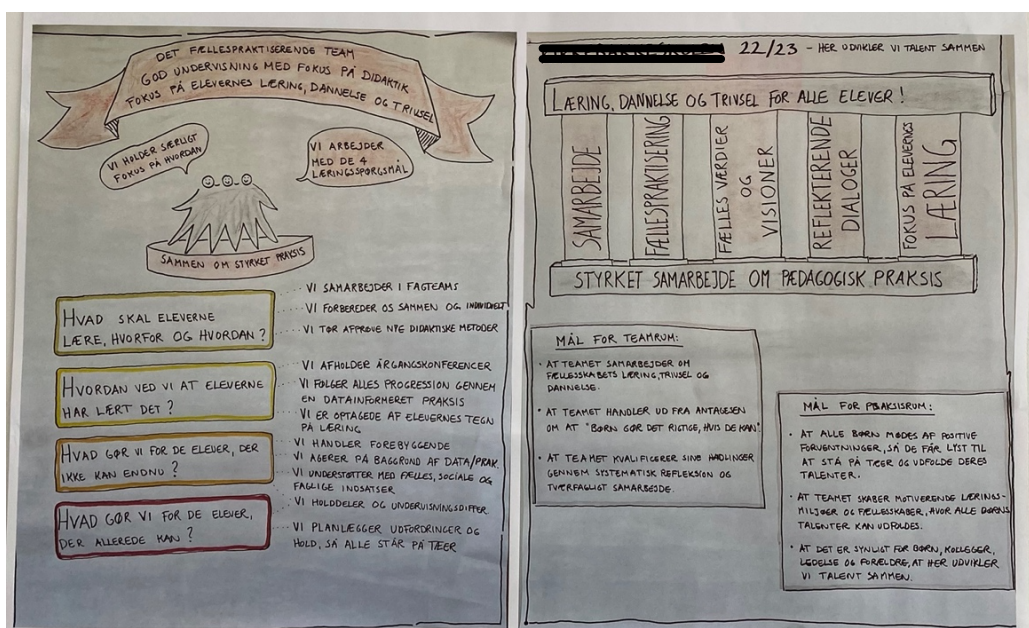 DET FÆLLESPRAKTISERENDE TEAM
GOD UNDERVISNING MED FOKUS PÅ DIDAKTIK
FOKUS PÅ ELEVERNES LÆRING, DANNELSE OG TRIVSEL
VI HOLDER SÆRLIGT
FOKUS PÅ HVORDAN
VI ARBEJDER
MED DE 4
LÆRINGSSPØRGSMÅL
SAMMEN OM STYRKET PRAKSIS
HVAD SKAL ELEVERNE
LÆRE, HVORFOR OG HVORDAN?
VI SAMARBEJDER I FAGTEAMS
VI FORBEREDER OS SAMMEN OG INDIVIDUELT
VI TØR AFPRØVE NYE DIDAKTISKE METODER
HVORDAN VED VI AT ELEVERNE
HAR LÆRT DET?
VI AFHOLDER ÅRGANGSKONFERENCER
VI FØLGER ALLES PROGRESSION GENNEM
EN DATAINFORMERET PRAKSIS
VI ER OPTAGEDE AF ELEVERNES TEGN
PÅ LÆRING
HVAD GØR VI FOR DE ELEVER, DER
IKKE KAN ENDNU?
VI HANDLER FOREBYGGENDE
VI AGERER PÅ BAGGRUND AF DATA/PRAK.
VI UNDERSTØTTER MED FÆLLES, SOCIALE OG
FAGLIGE INDSATSER
HVAD GØR VI FOR DE ELEVER,
DER ALLEREDE KAN?
VI HOLDDELER OG UNDERVISNINGSDIFFER
VI PLANLÆGGER UDFORDRINGER OG
HOLD, SÅ ALLE STÅR PÅ TÆER
22/23 - HER UDVIKLER VI TALENT SAMMEN
LÆRING, DANNELSE OG TRIVSEL FOR ALLE ELEVER!
SAMARBEJDE
FÆLLESPRAKTISERING
FÆLLES VÆRDIER
OG
VISIONER
REFLEKTERENDE
DIALOGER
FOKUS PÅ ELEVERNES
LÆRING
STYRKET SAMARBEJDE OM PÆDAGOGISK PRAKSIS
MÅL FOR TEAMRUM:
• AT TEAMET SAMARBEJDER OM
FÆLLESSKABETS LÆRING, TRIVSEL OG
DANNELSE.
• AT TEAMET HANDLER UD FRA ANTAGELSEN
OM AT "BØRN GØR DET RIGTIGE, HVIS DE KAN"
• AT TEAMET KVALIFICERER SINE HANDLINGER
GENNEM SYSTEMATISK REFLEKSION OG
TVÆRFAGLIGT SAMARBEJDE.
MÅL FOR PRAKSISRUM:
• AT ALLE BØRN MØDES AF POSITIVE
FORVENTNINGER, SÅ DE FÅR LYST TIL
AT STÅ PÅ TÆER OG UDFOLDE DERES
TALENTER.
• AT TEAMET SKABER MOTIVERENDE LÆRINGS-
MILJØER OG FÆLLESSKABER, HVOR ALLE BØRNS
TALENTER KAN UDFOLDES.
• AT DET ER SYNLIGT FOR BØRN, KOLLEGER,
LEDELSE OG FORÆLDRE, AT HER UDVIKLER
VI TALENT SAMMEN.